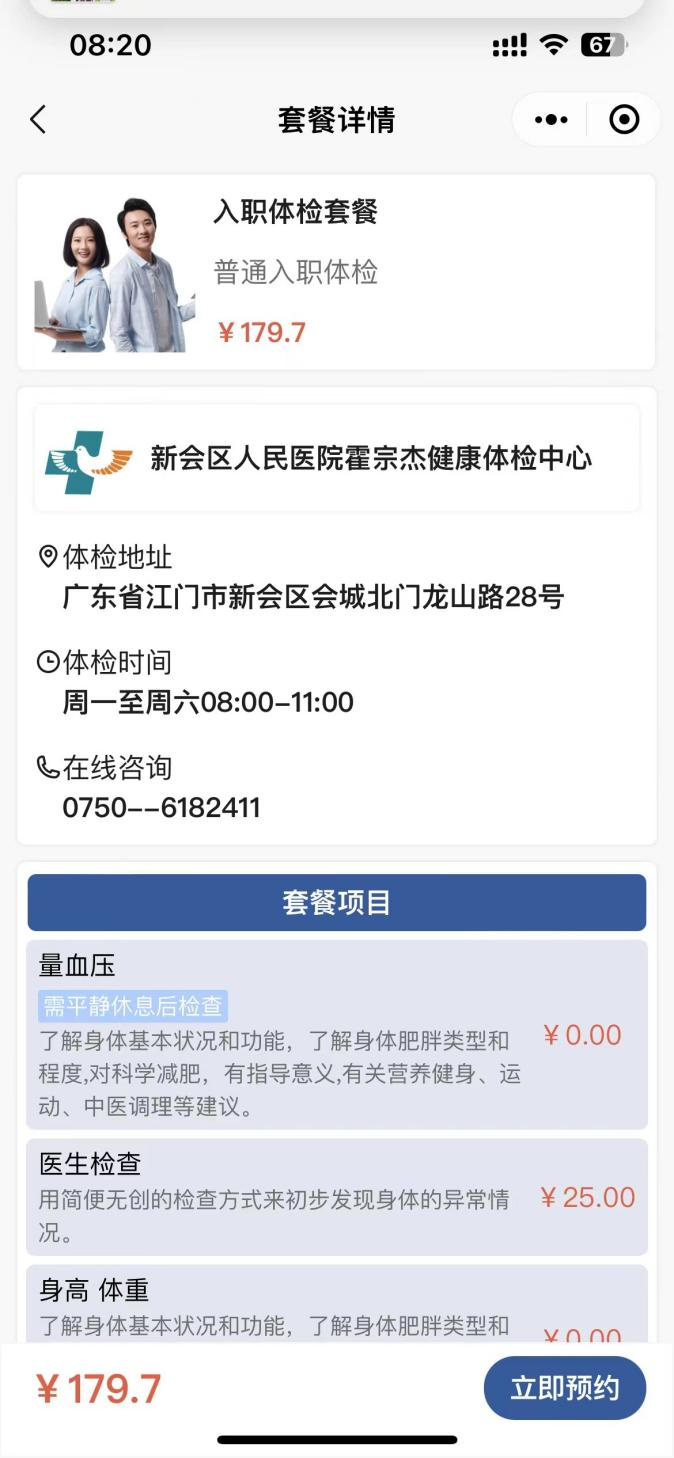 08:20
67
套餐详情
入职体检套餐
普通入职体检
￥179.7
新会区人民医院霍宗杰健康体检中心
体检地址
广东省江门市新会区会城北门龙山路28号
体检时间
周一至周六08:00-11:00
在线咨询
0750--6182411
套餐项目
量血压
需平静休息后检查
了解身体基本状况和功能，了解身体肥胖类型和
程度,对科学减肥，有指导意义,有关营养健身、运
动、中医调理等建议。
￥0.00
医生检查
用简便无创的检查方式来初步发现身体的异常情
况。
￥25.00
身高 体重
了解身体基本状况和功能，了解身体肥胖类型和
￥0.00
￥179.7
立即预约